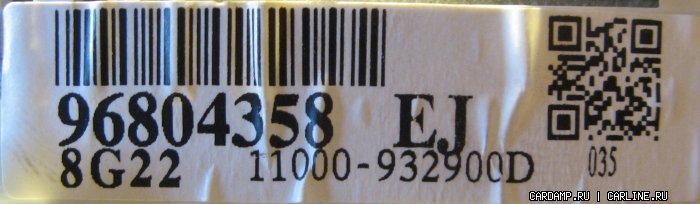 96804358 EJ
8G22 11000-932900D 035
CARDAMP.RU | CARLINE.RU